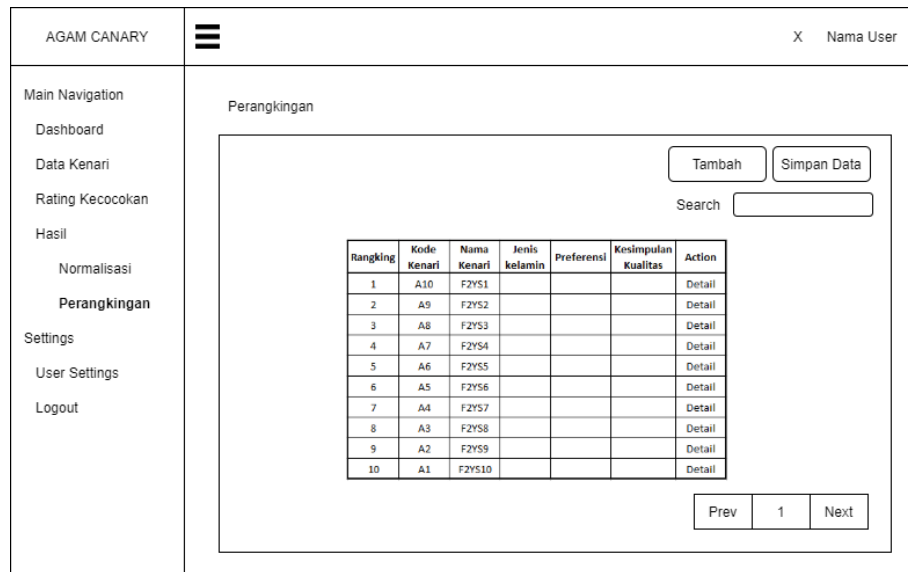 AGAM CANARY
X Nama User
Main Navigation
Dashboard
Data Kenari
Rating Kecocokan
Hasil
Normalisasi
Perangkingan
Settings
User Settings
Logout
Perangkingan
Tambah Simpan Data
Search
Rangking Kode Kenari Nama Kenari Jenis kelamin Preferensi Kesimpulan Kualitas Action
1 A10 F2YS1 Detail
2 A9 F2YS2 Detail
3 A8 F2YS3 Detail
4 A7 F2YS4 Detail
5 A6 F2YS5 Detail
6 A5 F2YS6 Detail
7 A4 F2YS7 Detail
8 A3 F2YS8 Detail
9 A2 F2YS9 Detail
10 A1 F2YS10 Detail
Prev 1 Next